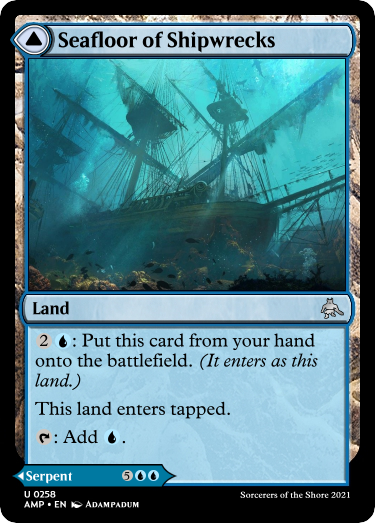 Seafloor of Shipwrecks
Land
2 : Put this card from your hand
onto the battlefield. (It enters as this
land.)
This land enters tapped.
: Add .
Serpent 5
U 0258
AMP • EN ADAMPADUM
Sorcerers of the Shore 2021